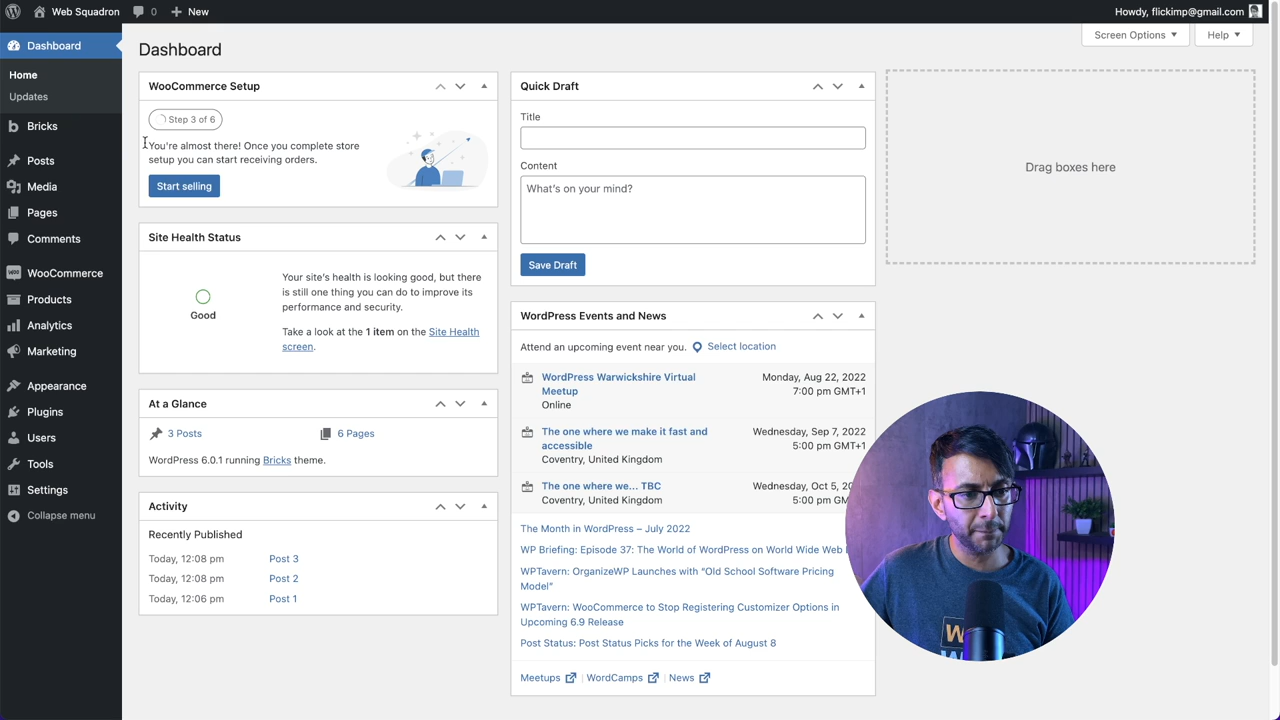 Web Squadron
0
New
Howdy, flickimp@gmail.com
Dashboard
Home
Updates
Bricks
Posts
Media
Pages
Comments
WooCommerce
Products
Analytics
Marketing
Appearance
Plugins
Users
Tools
Settings
Collapse menu
Dashboard
Screen Options
Help
WooCommerce Setup
Step 3 of 6
You're almost there! Once you complete store
setup you can start receiving orders.
Start selling
Site Health Status
Good
Your site's health is looking good, but there
is still one thing you can do to improve its
performance and security.
Take a look at the 1 item on the Site Health
screen.
At a Glance
3 Posts
6 Pages
WordPress 6.0.1 running Bricks theme.
Activity
Recently Published
Today, 12:08 pm Post 3
Today, 12:08 pm Post 2
Today, 12:06 pm Post 1
Quick Draft
Title
Content
What's on your mind?
Save Draft
WordPress Events and News
Attend an upcoming event near you. Select location
WordPress Warwickshire Virtual
Meetup
Online
Monday, Aug 22, 2022
7:00 pm GMT+1
The one where we make it fast and
accessible
Coventry, United Kingdom
Wednesday, Sep 7, 2022
5:00 pm GMT+1
The one where we... TBC
Coventry, United Kingdom
Wednesday, Oct 5, 20
5:00 pm GM
The Month in WordPress – July 2022
WP Briefing: Episode 37: The World of WordPress on World Wide Web
WPTavern: OrganizeWP Launches with “Old School Software Pricing
Model”
WPTavern: WooCommerce to Stop Registering Customizer Options in
Upcoming 6.9 Release
Post Status: Post Status Picks for the Week of August 8
Meetups | WordCamps | News
Drag boxes here